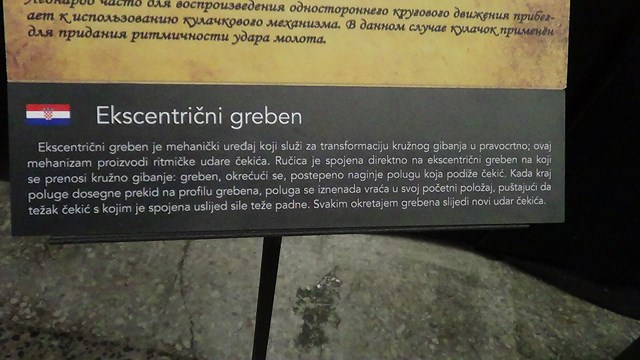 Леонардо часто для воспроизведения одностороннего кругового движения прибег-
ает к использованию кулачкового механизма. В данном случае кулачок применён
для придания ритмичности удара молота.
Ekscentrični greben
Ekscentrični greben je mehanički uređaj koji služi za transformaciju kružnog gibanja u pravocrtno; ovaj
mehanizam proizvodi ritmičke udare čekića. Ručica je spojena direktno na ekscentrični greben na koji
se prenosi kružno gibanje: greben, okrećući se, postepeno naginje polugu koja podiže čekić. Kada kraj
poluge dosegne prekid na profilu grebena, poluga se iznenada vraća u svoj početni položaj, puštajući da
težak čekić s kojim je spojena uslijed sile teže padne. Svakim okretajem grebena slijedi novi udar čekića.